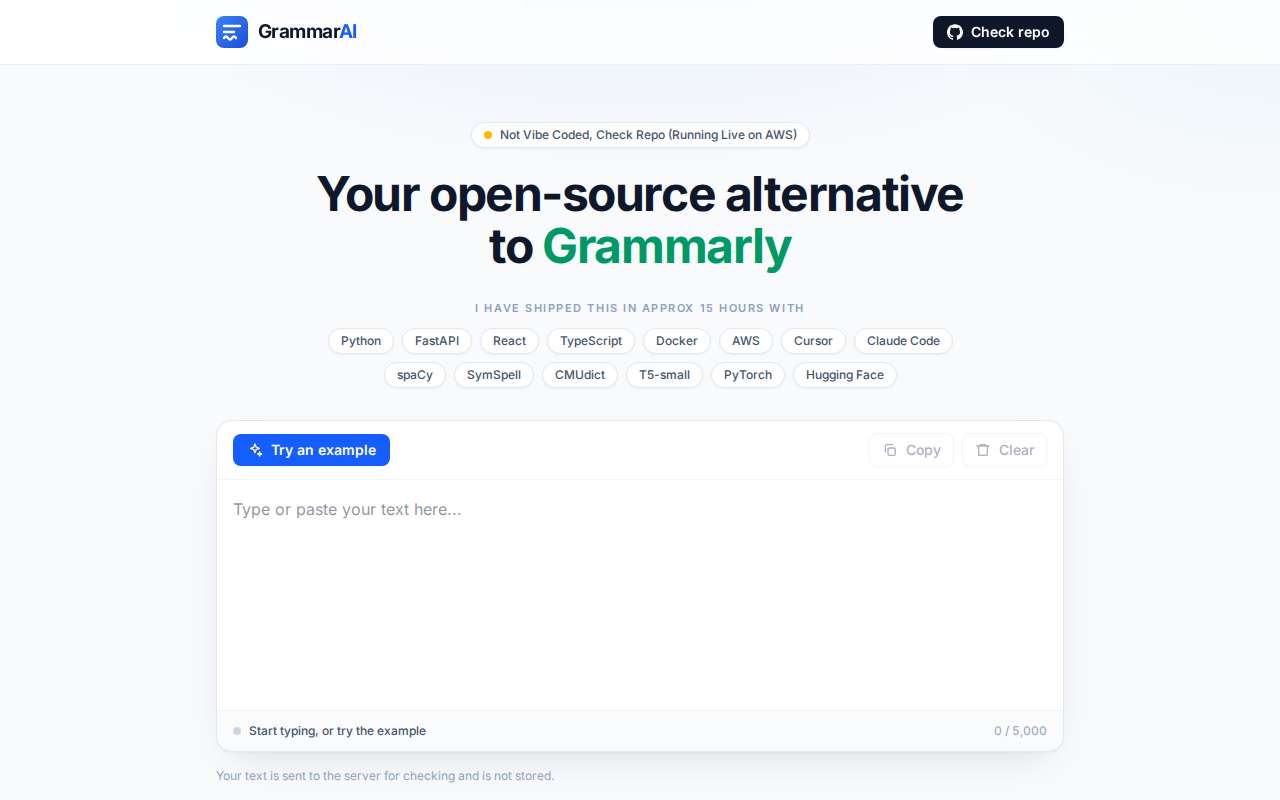 GrammarAI
Check repo
Not Vibe Coded, Check Repo (Running Live on AWS)
Your open-source alternative
to Grammarly
I HAVE SHIPPED THIS IN APPROX 15 HOURS WITH
Python FastAPI React TypeScript Docker AWS Cursor Claude Code
spaCy SymSpell CMUdict T5-small PyTorch Hugging Face
Try an example
Copy Clear
Type or paste your text here...
Start typing, or try the example
0 / 5,000
Your text is sent to the server for checking and is not stored.